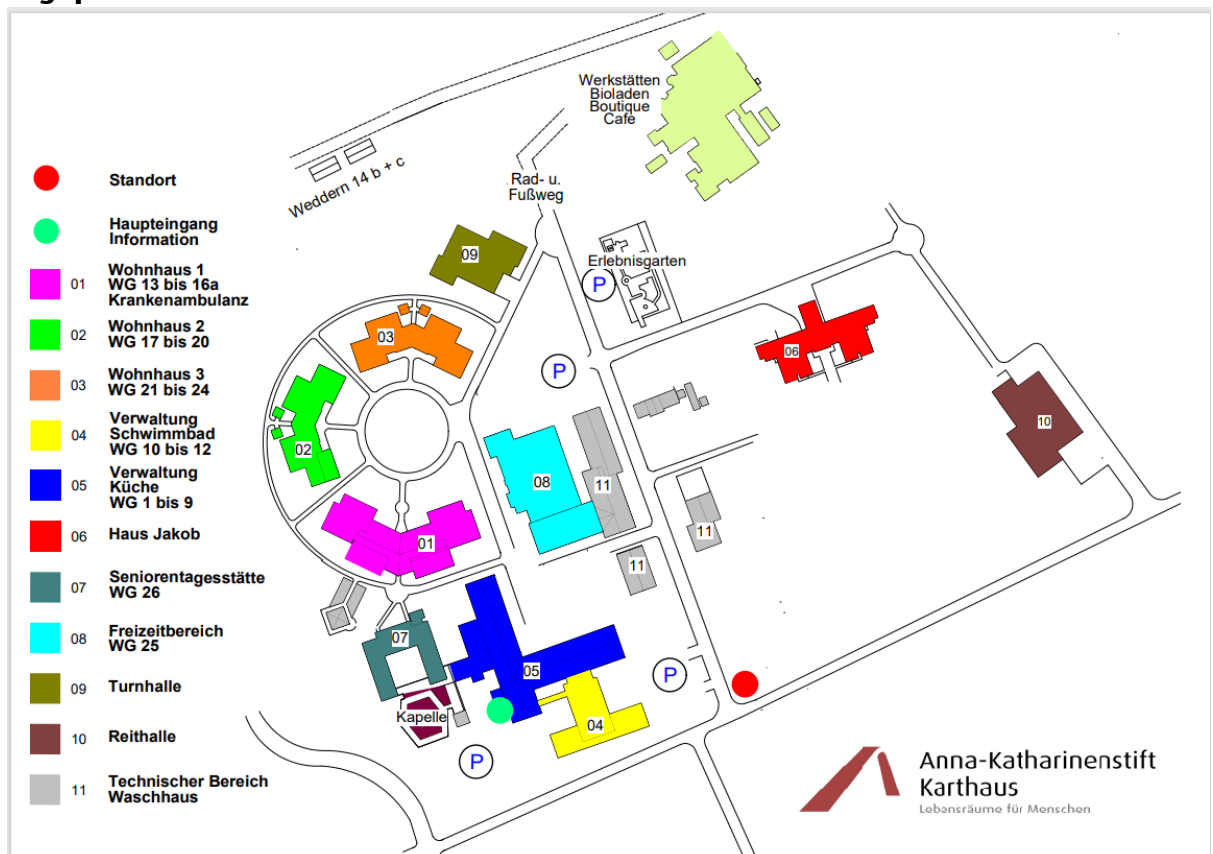 Werkstätten
Bioladen
Boutique
Café
Weddern 14 b + c
Rad- u.
Fußweg
Erlebnisgarten
Standort
Haupteingang
Information
01
Wohnhaus 1
WG 13 bis 16a
Krankenambulanz
02
Wohnhaus 2
WG 17 bis 20
03
Wohnhaus 3
WG 21 bis 24
04
Verwaltung
Schwimmbad
WG 10 bis 12
05
Verwaltung
Küche
WG 1 bis 9
06
Haus Jakob
07
Seniorentagesstätte
WG 26
08
Freizeitbereich
WG 25
09
Turnhalle
10
Reithalle
11
Technischer Bereich
Waschhaus
09
P
03
06
P
10
02
08
11
11
01
11
07
05
P
Kapelle
04
P
Anna-Katharinenstift
Karthaus
Lebensräume für Menschen